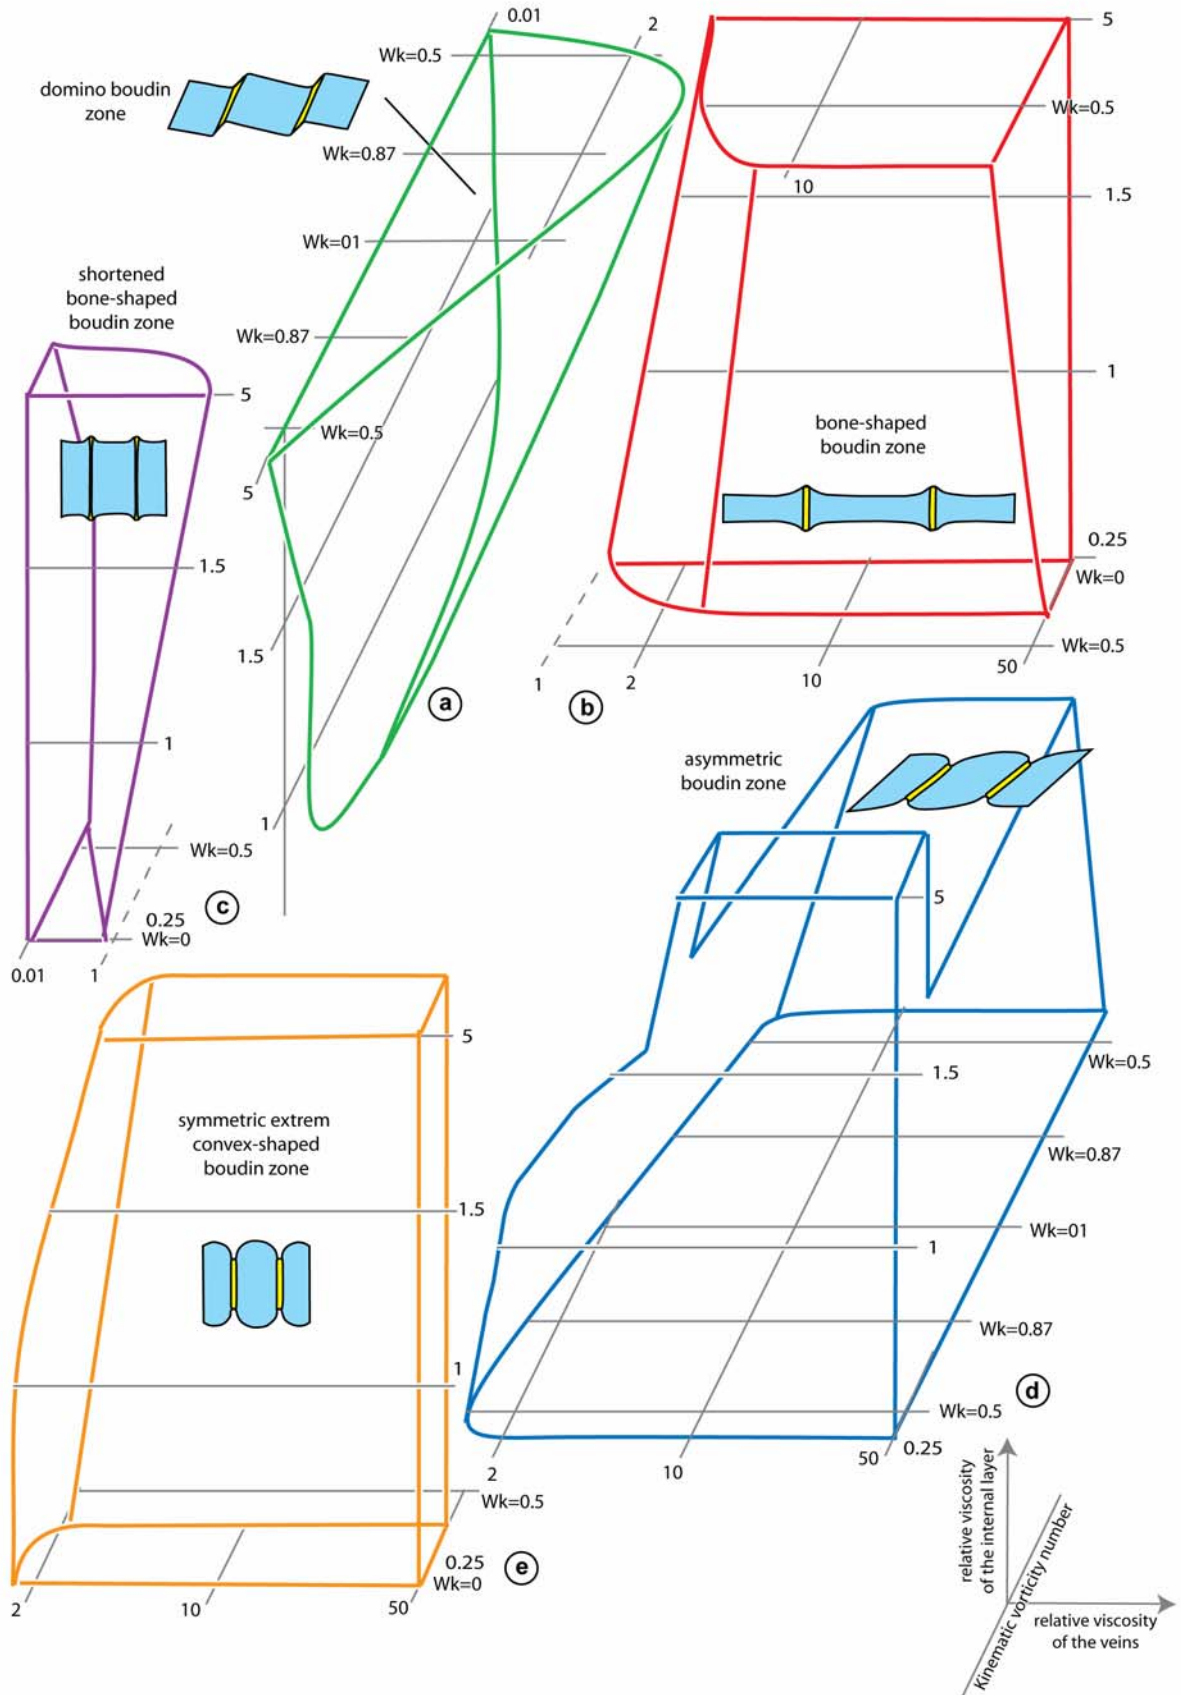 0.01
2
Wk=0.5
domino boudin
zone
Wk=0.87
Wk=01
Wk=0.87
Wk=0.5
5
1.5
1
a
5
Wk=0.5
10
1.5
1
bone-shaped
boudin zone
0.25
Wk=0
Wk=0.5
1
2
10
50
b
shortened
bone-shaped
boudin zone
5
1.5
1
Wk=0.5
0.25
Wk=0
0.01
1
c
asymmetric
boudin zone
5
1.5
Wk=0.5
Wk=0.87
Wk=01
1
Wk=0.87
Wk=0.5
0.25
2
10
50
d
symmetric extrem
convex-shaped
boudin zone
5
1.5
1
Wk=0.5
0.25
Wk=0
2
10
50
e
relative viscosity
of the internal layer
Kinematic vorticity number
relative viscosity
of the veins